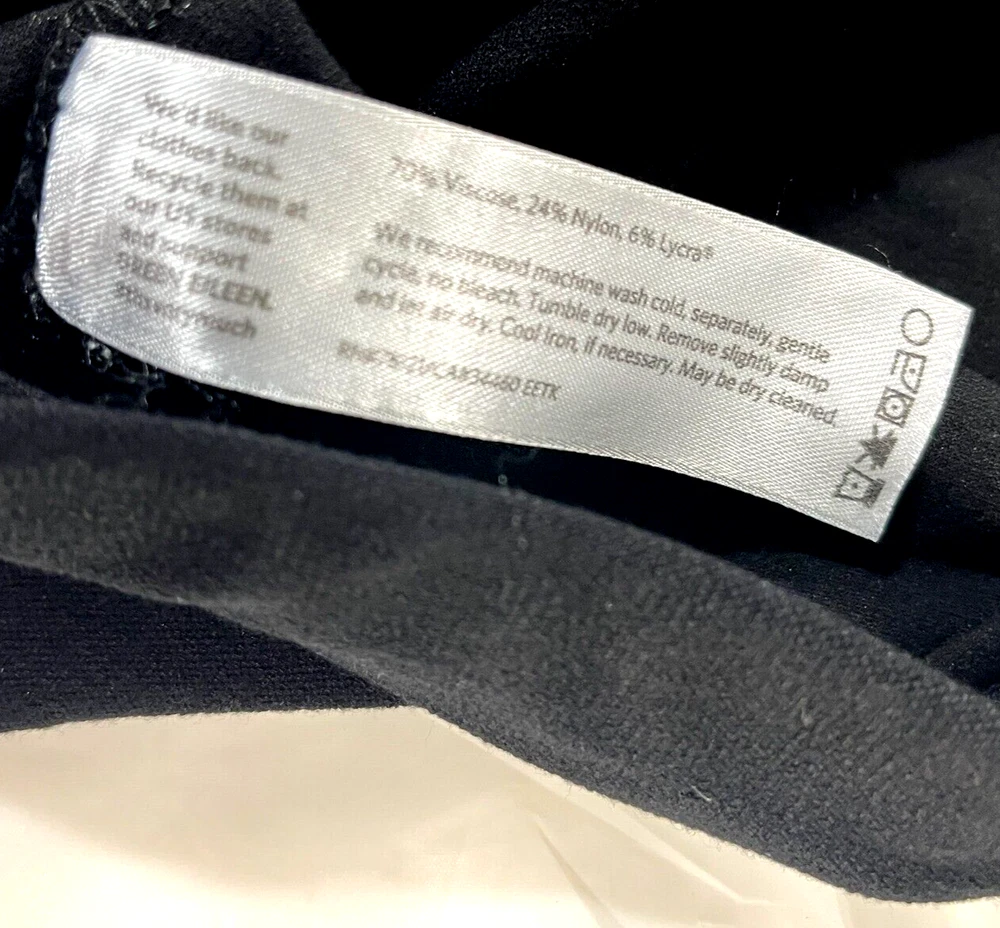 We'd like our
clothes back.
Recycle them at
our US stores
and support
GREEN EILEEN.
70% Viscose, 24% Nylon, 6% Lycra®
We recommend machine wash cold, separately, gentle
cycle, no bleach. Tumble dry low. Remove slightly damp
and let air dry. Cool iron, if necessary. May be dry cleaned.
EETK